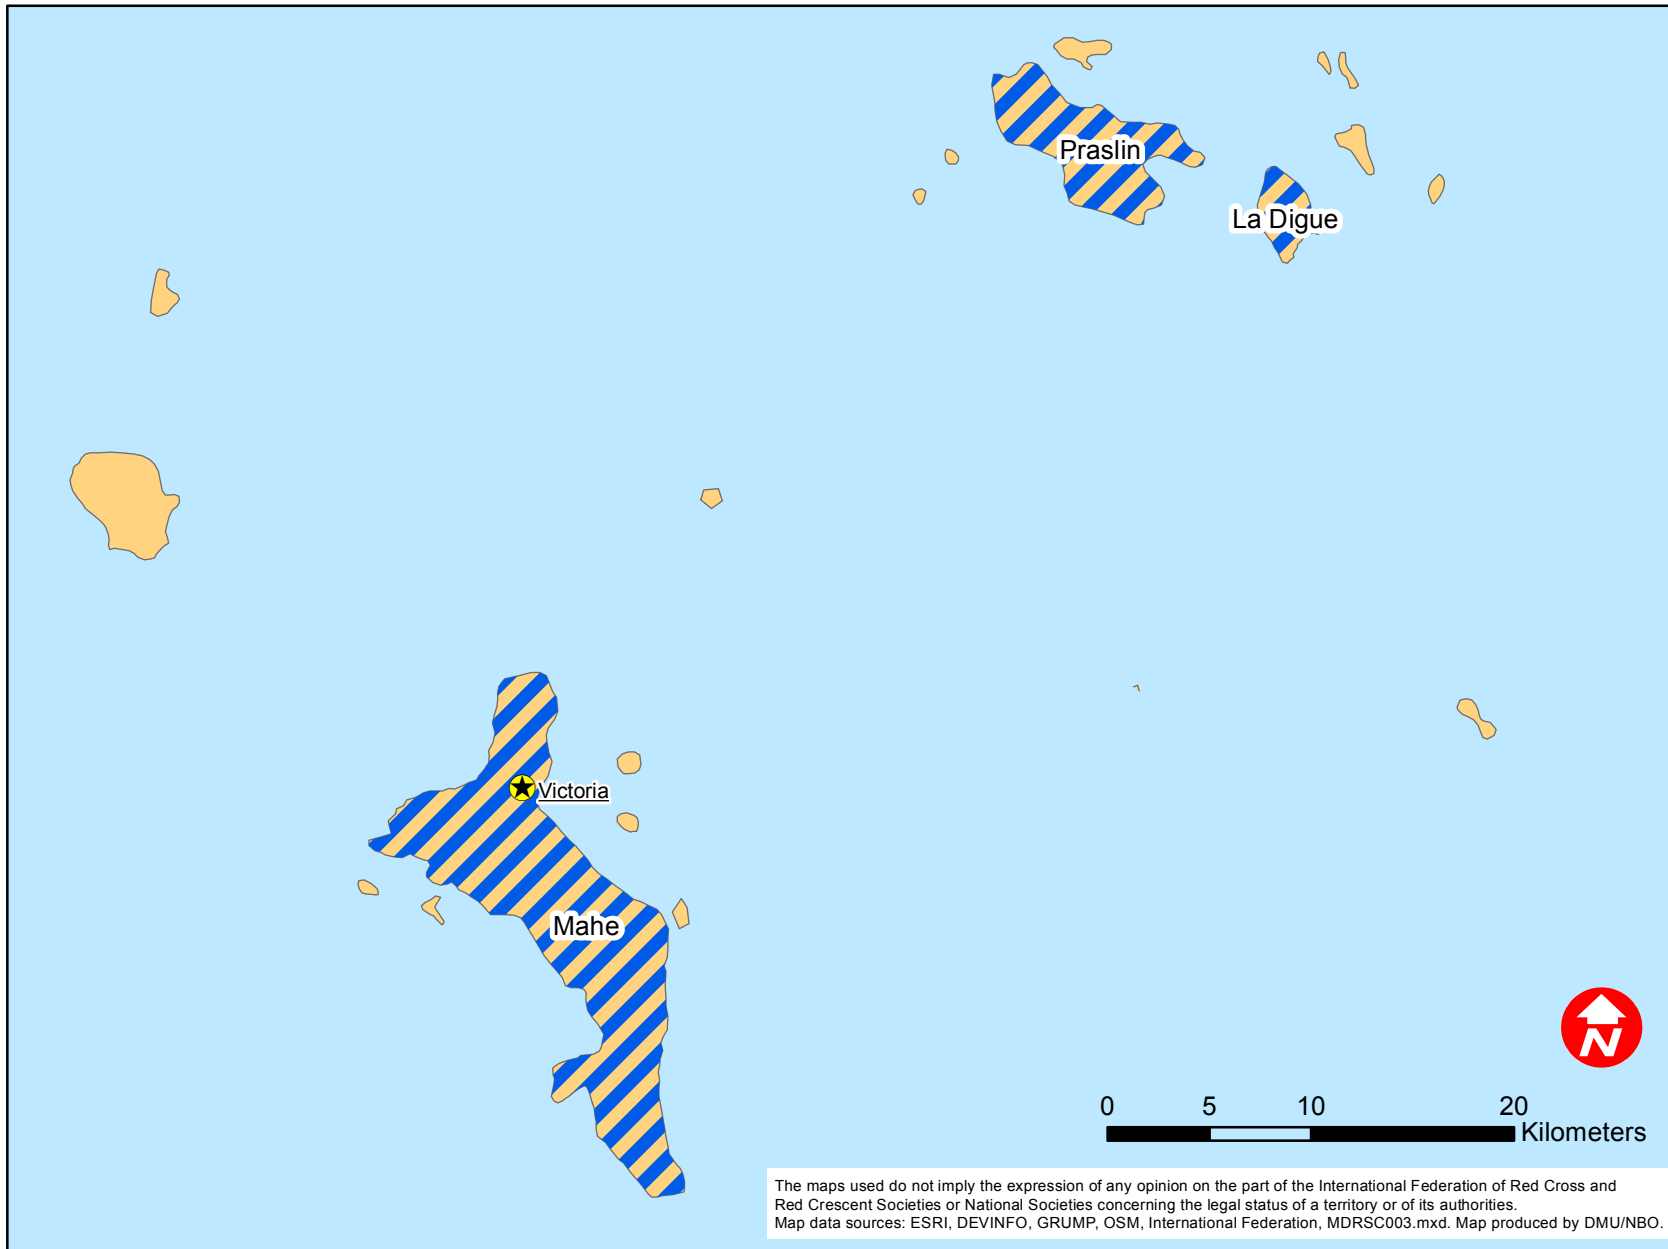 Praslin
La Digue
Victoria
Mahe
N
0 5 10 20
Kilometers
The maps used do not imply the expression of any opinion on the part of the International Federation of Red Cross and
Red Crescent Societies or National Societies concerning the legal status of a territory or of its authorities.
Map data sources: ESRI, DEVINFO, GRUMP, OSM, International Federation, MDRSC003.mxd. Map produced by DMU/NBO.